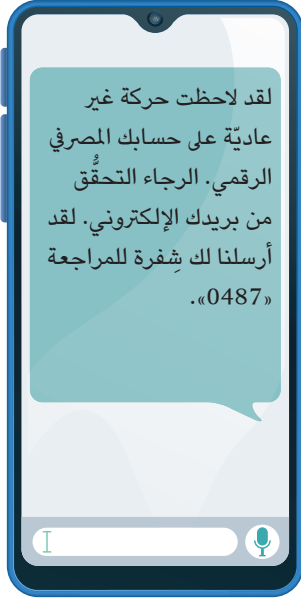 لقد لاحظت حركة غير
عاديّة على حسابك المصرفي
الرقمي. الرجاء التحقُّق
من بريدك الإلكتروني. لقد
أرسلنا لك شِفرة للمراجعة
«0487».